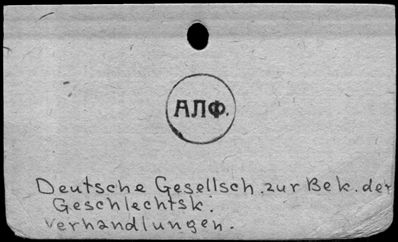 АЛФ.
Deutsche Gesellsch. zur Bek. der
Geschlechtsk.
Verhandlungen.